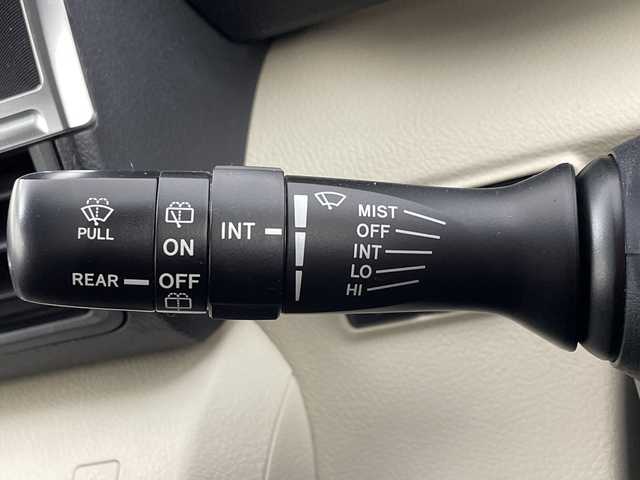 PULL
REAR
ON
OFF
INT
MIST
OFF
INT
LO
HI